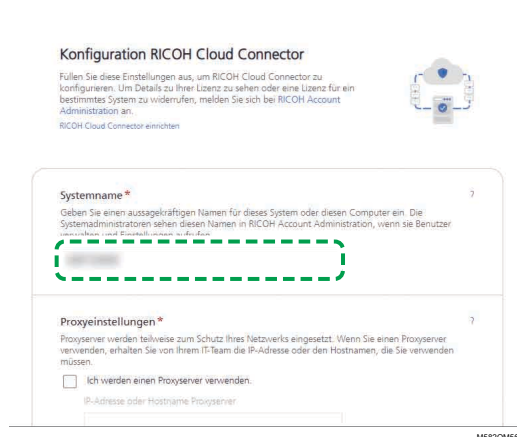 Konfiguration RICOH Cloud Connector
Füllen Sie diese Einstellungen aus, um RICOH Cloud Connector zu
konfigurieren. Um Details zu Ihrer Lizenz zu sehen oder eine Lizenz für ein
bestimmtes System zu widerrufen, melden Sie sich bei RICOH Account
Administration an.
RICOH Cloud Connector einrichten
Systemname* ?
Geben Sie einen aussagekräftigen Namen für dieses System oder diesen Computer ein. Die
Systemadministratoren sehen diesen Namen in RICOH Account Administration, wenn sie Benutzer
verwalten und Einstellungen aufrufen.
Proxyeinstellungen* ?
Proxyserver werden teilweise zum Schutz Ihres Netzwerks eingesetzt. Wenn Sie einen Proxyserver
verwenden, erhalten Sie von Ihrem IT-Team die IP-Adresse oder den Hostnamen, die Sie verwenden
müssen.
Ich werden einen Proxyserver verwenden.
IP-Adresse oder Hostname Proxyserver